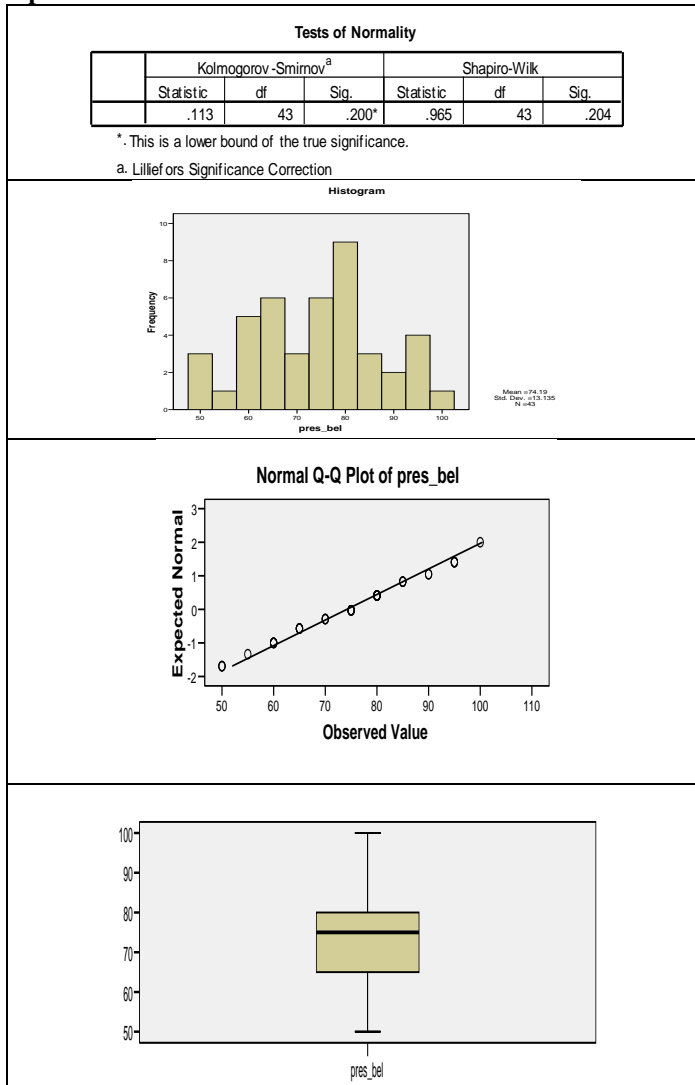 Tests of Normality
Kolmogorov-Smirnov a Shapiro-Wilk
Statistic df Sig. Statistic df Sig.
.113 43 .200* .965 43 .204
*. This is a lower bound of the true significance.
a. Lilliefors Significance Correction
Histogram
10
8
6
4
2
0
Frequency
50 60 70 80 90 100
pres_bel
Mean =74.19
Std. Dev. =13.135
N =43
Normal Q-Q Plot of pres_bel
3
2
1
0
-1
-2
Expected Normal
50 60 70 80 90 100 110
Observed Value
100
90
80
70
60
50
pres_bel